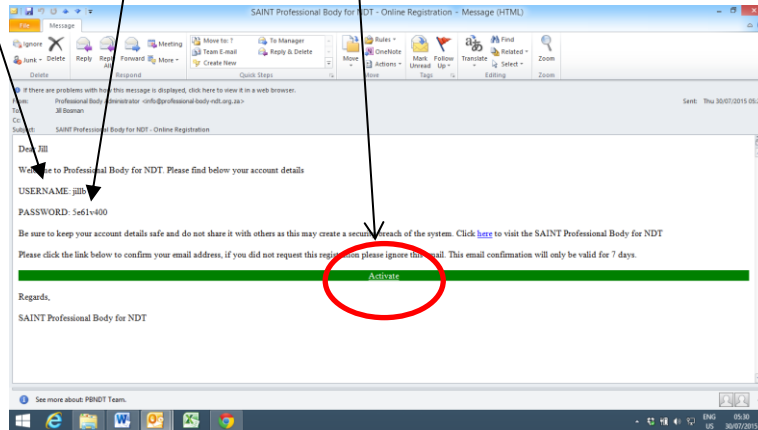 SAINT Professional Body for NDT - Online Registration - Message (HTML)
File Message
Ignore
Junk Delete
Reply Reply All Forward
Meeting
More
Move to: ? To Manager
Team E-mail Reply & Delete
Create New
Move
Rules
OneNote
Actions
Mark Unread Follow Up
Translate
Find
Related
Select
Zoom
Delete Respond Quick Steps Move Tags Editing Zoom
If there are problems with how this message is displayed, click here to view it in a web browser.
From: Professional Body Administrator <info@professional-body-ndt.org.za> Sent: Thu 30/07/2015 05:
To: Jill Bosman
Cc:
Subject: SAINT Professional Body for NDT - Online Registration
Dear Jill
Welcome to Professional Body for NDT. Please find below your account details
USERNAME: jillb
PASSWORD: 5e61v400
Be sure to keep your account details safe and do not share it with others as this may create a security breach of the system. Click here to visit the SAINT Professional Body for NDT
Please click the link below to confirm your email address, if you did not request this registration please ignore this email. This email confirmation will only be valid for 7 days.
Activate
Regards,
SAINT Professional Body for NDT
See more about: PBNDT Team.
ENG 05:30
US 30/07/2015